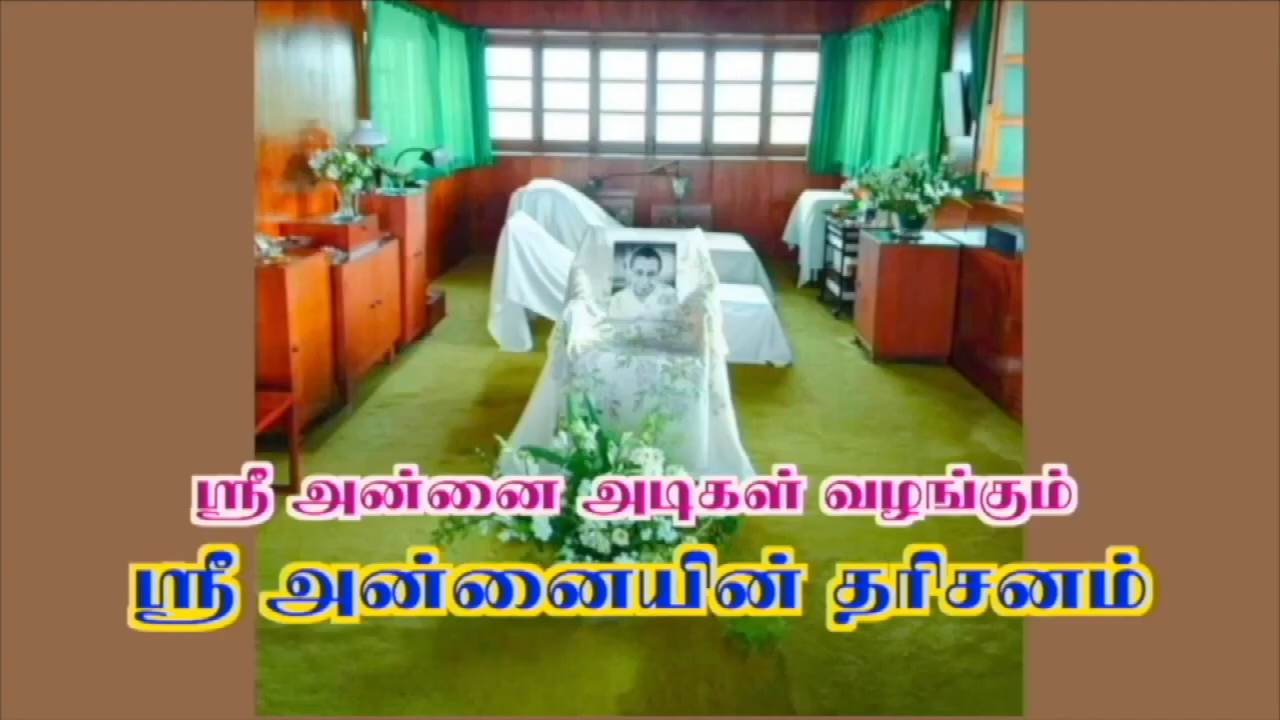 ஸ்ரீ அன்னை அடிகள் வழங்கும்
ஸ்ரீ அன்னையின் தரிசனம்